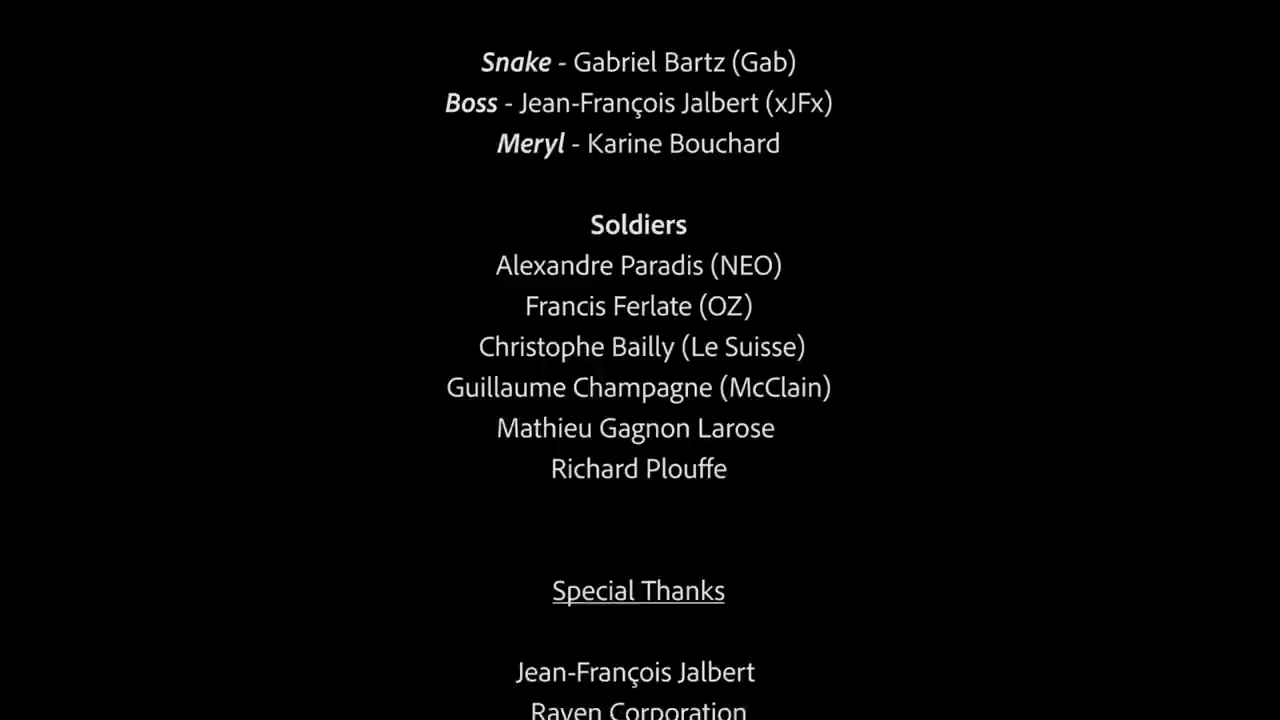 Snake - Gabriel Bartz (Gab)
Boss - Jean-François Jalbert (xJFx)
Meryl - Karine Bouchard
Soldiers
Alexandre Paradis (NEO)
Francis Ferlate (OZ)
Christophe Bailly (Le Suisse)
Guillaume Champagne (McClain)
Mathieu Gagnon Larose
Richard Plouffe
Special Thanks
Jean-François Jalbert
Raven Corporation